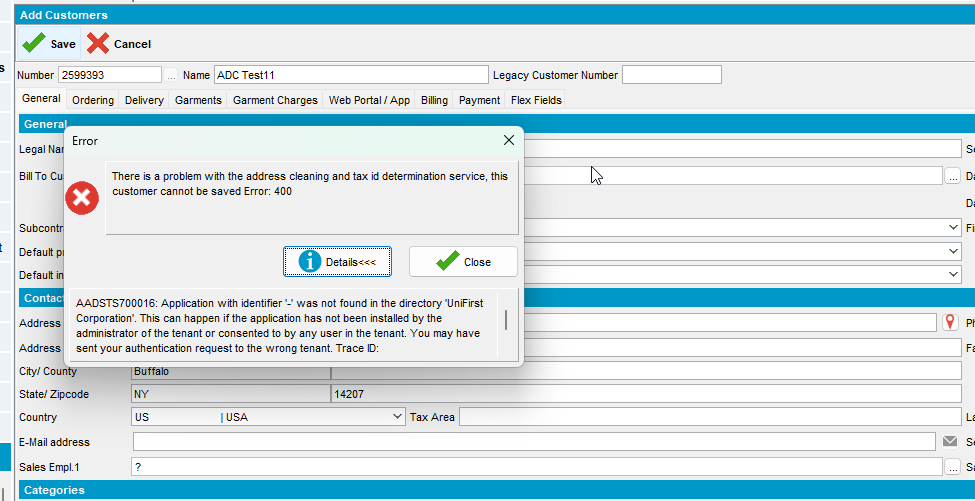 Add Customers
Save Cancel
s
Number 2599393 ... Name ADC Test11 Legacy Customer Number
General Ordering Delivery Garments Garment Charges Web Portal / App Billing Payment Flex Fields
General
Error
Legal Nar
There is a problem with the address cleaning and tax id determination service, this
customer cannot be saved Error: 400
Bill To Cu ... Da
Da
Subcontr Fi
t
Default pr
Details<<< Close
Default in
Contact
AADSTS700016: Application with identifier '-' was not found in the directory 'UniFirst
Corporation'. This can happen if the application has not been installed by the
administrator of the tenant or consented to by any user in the tenant. You may have
sent your authentication request to the wrong tenant. Trace ID:
Address Ph
Address Fa
City/ County Buffalo
State/ Zipcode NY 14207
Country US USA Tax Area La
E-Mail address Se
Sales Empl.1 ? ... Sa
Categories